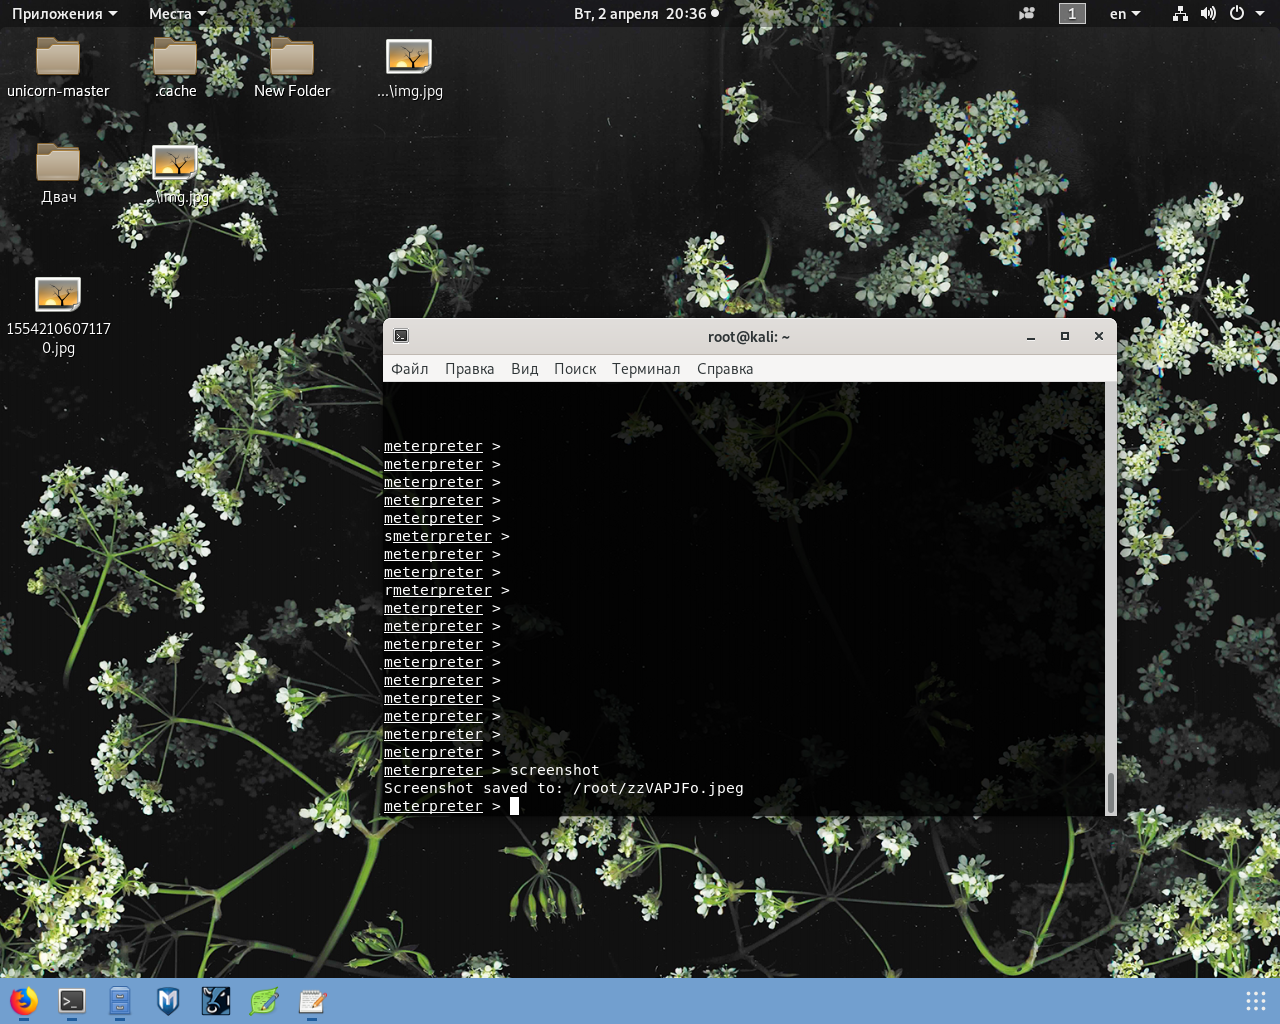 Приложения
Места
Вт, 2 апреля 20:36
1
en
unicorn-master
.cache
New Folder
...\img.jpg
Двач
...\img.jpg
1554210607117
0.jpg
root@kali: ~
Файл Правка Вид Поиск Терминал Справка
meterpreter >
meterpreter >
meterpreter >
meterpreter >
meterpreter >
smeterpreter >
meterpreter >
meterpreter >
rmeterpreter >
meterpreter >
meterpreter >
meterpreter >
meterpreter >
meterpreter >
meterpreter >
meterpreter >
meterpreter >
meterpreter >
meterpreter > screenshot
Screenshot saved to: /root/zzVAPJFo.jpeg
meterpreter >